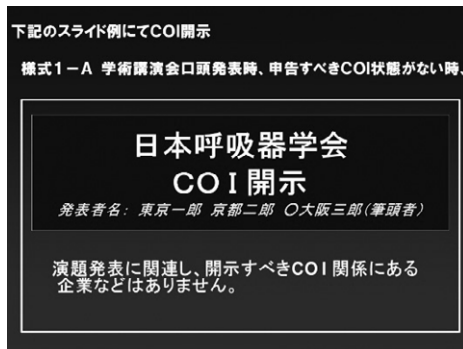 下記のスライド例にてCOI開示
様式1-A 学術講演会口頭発表時、申告すべきCOI状態がない時、
日本呼吸器学会
COI開示
発表者名: 東京一郎 京都二郎 〇大阪三郎(筆頭者)
演題発表に関連し、開示すべきCOI関係にある
企業などはありません。